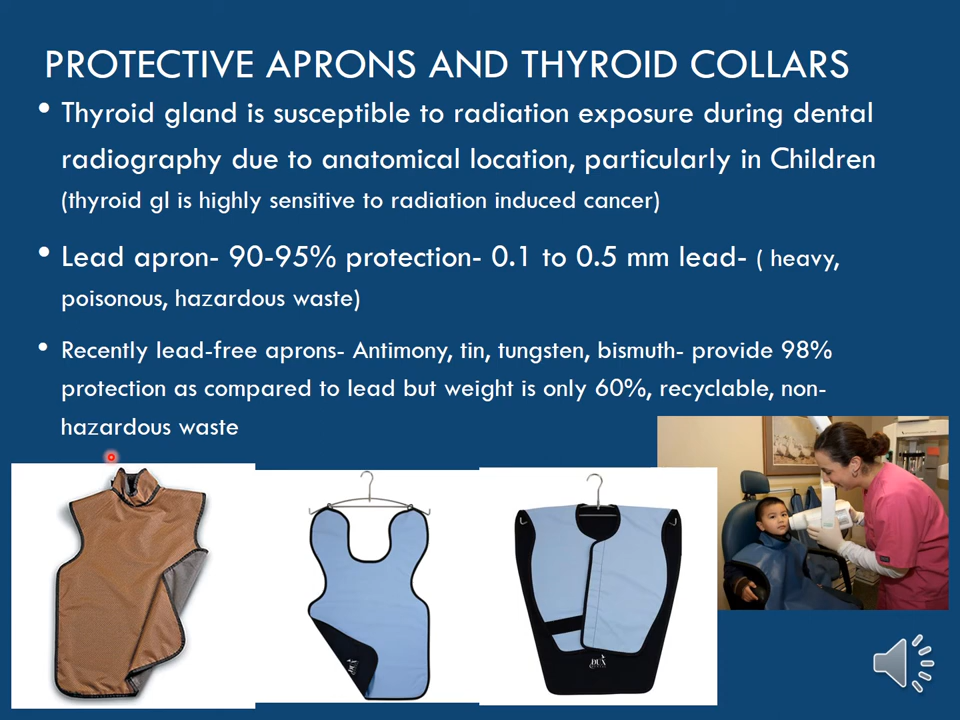 PROTECTIVE APRONS AND THYROID COLLARS
• Thyroid gland is susceptible to radiation exposure during dental
radiography due to anatomical location, particularly in Children
(thyroid gl is highly sensitive to radiation induced cancer)
• Lead apron- 90-95% protection- 0.1 to 0.5 mm lead- ( heavy,
poisonous, hazardous waste)
• Recently lead-free aprons- Antimony, tin, tungsten, bismuth- provide 98%
protection as compared to lead but weight is only 60%, recyclable, non-
hazardous waste
DUX
DUX